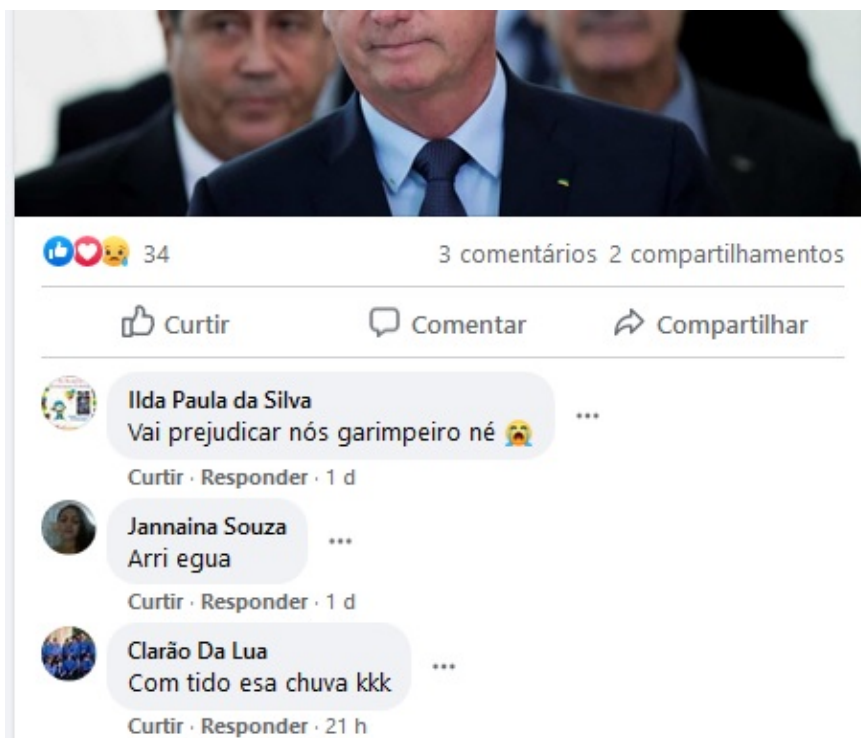 34
3 comentários 2 compartilhamentos
Curtir Comentar Compartilhar
Ilda Paula da Silva
Vai prejudicar nós garimpeiro né 😭
Curtir · Responder · 1 d
Jannaina Souza
Arri egua
Curtir · Responder · 1 d
Clarão Da Lua
Com tido esa chuva kkk
Curtir · Responder · 21 h